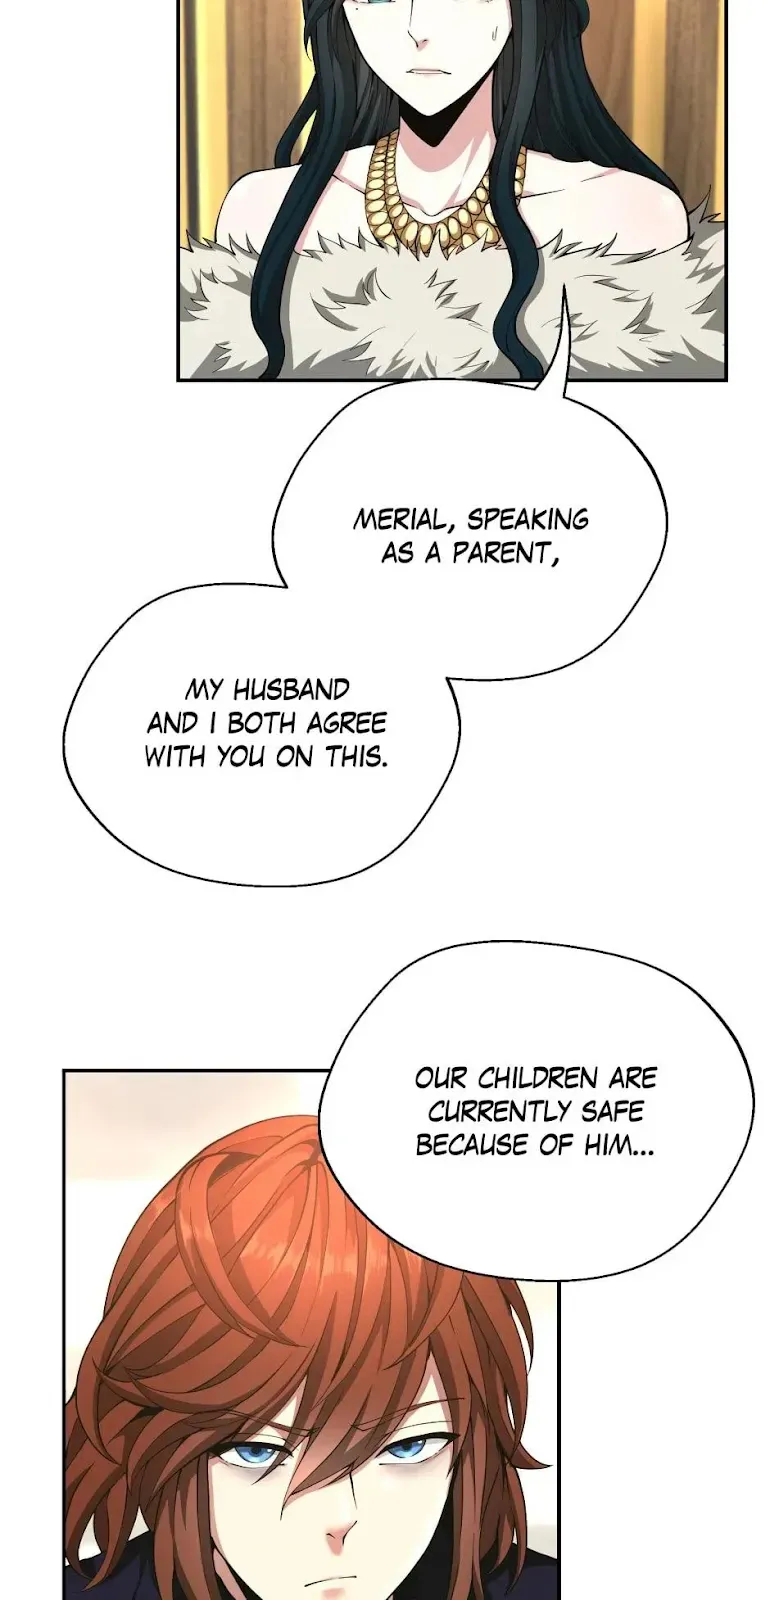 MERIAL, SPEAKING
AS A PARENT,
MY HUSBAND
AND I BOTH AGREE
WITH YOU ON THIS.
OUR CHILDREN ARE
CURRENTLY SAFE
BECAUSE OF HIM...